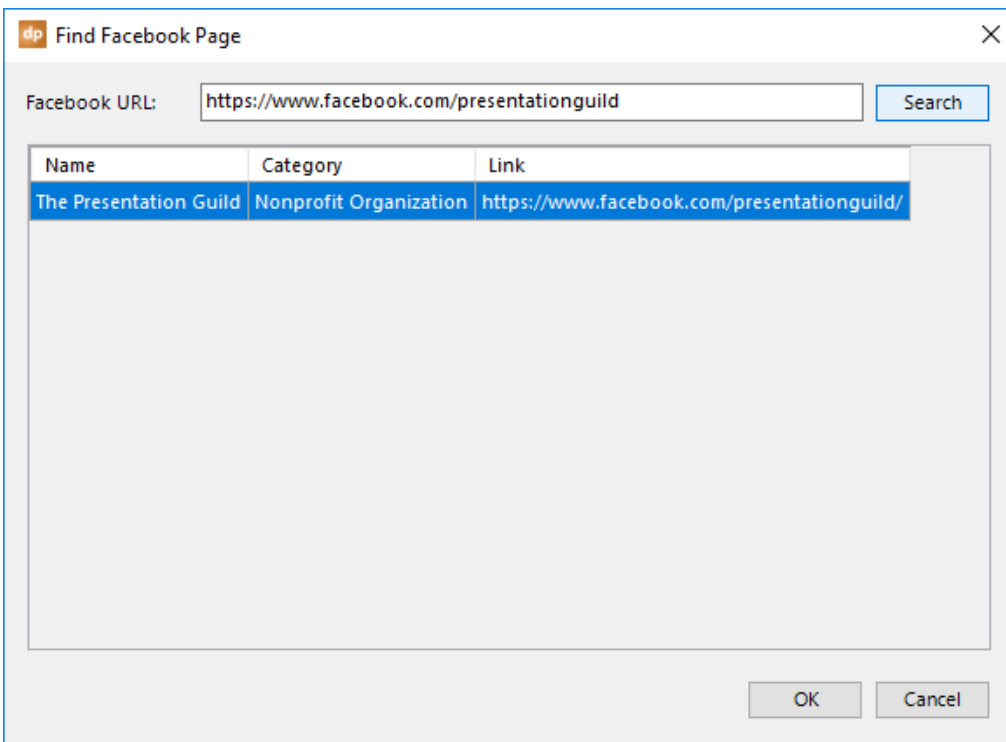 dp Find Facebook Page
Facebook URL: https://www.facebook.com/presentationguild Search
Name Category Link
The Presentation Guild Nonprofit Organization https://www.facebook.com/presentationguild/
OK Cancel